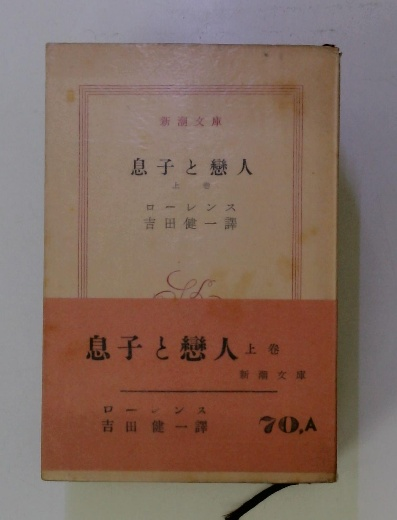 新潮文庫
息子と戀人
上卷
ローレンス
吉田健一譯
息子と戀人 上卷
新潮文庫
ローレンス
吉田健一譯
70,A